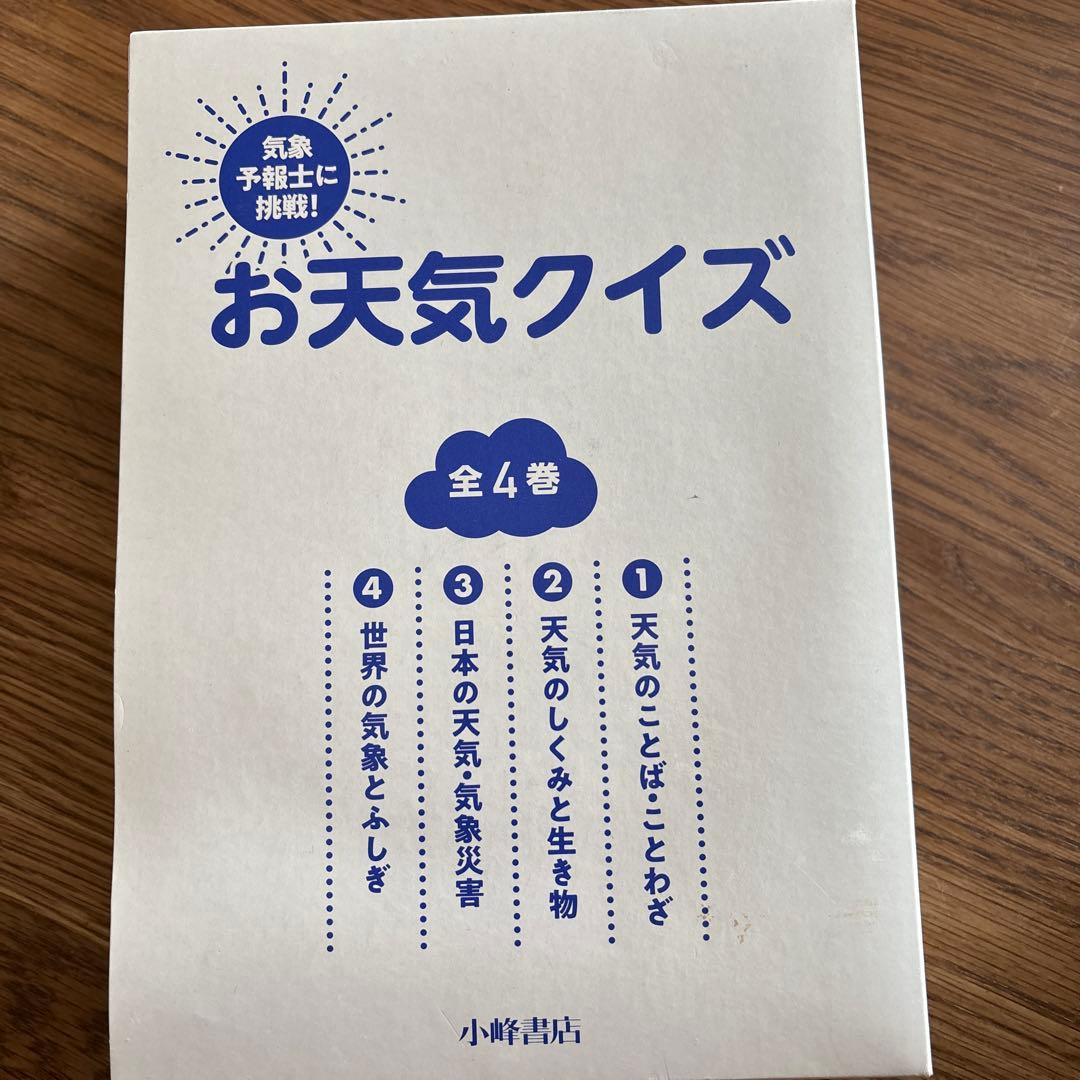 気象
予報士に
挑戦!
お天気クイズ
全4巻
1 天気のことば・ことわざ
2 天気のしくみと生き物
3 日本の天気・気象災害
4 世界の気象とふしぎ
小峰書店